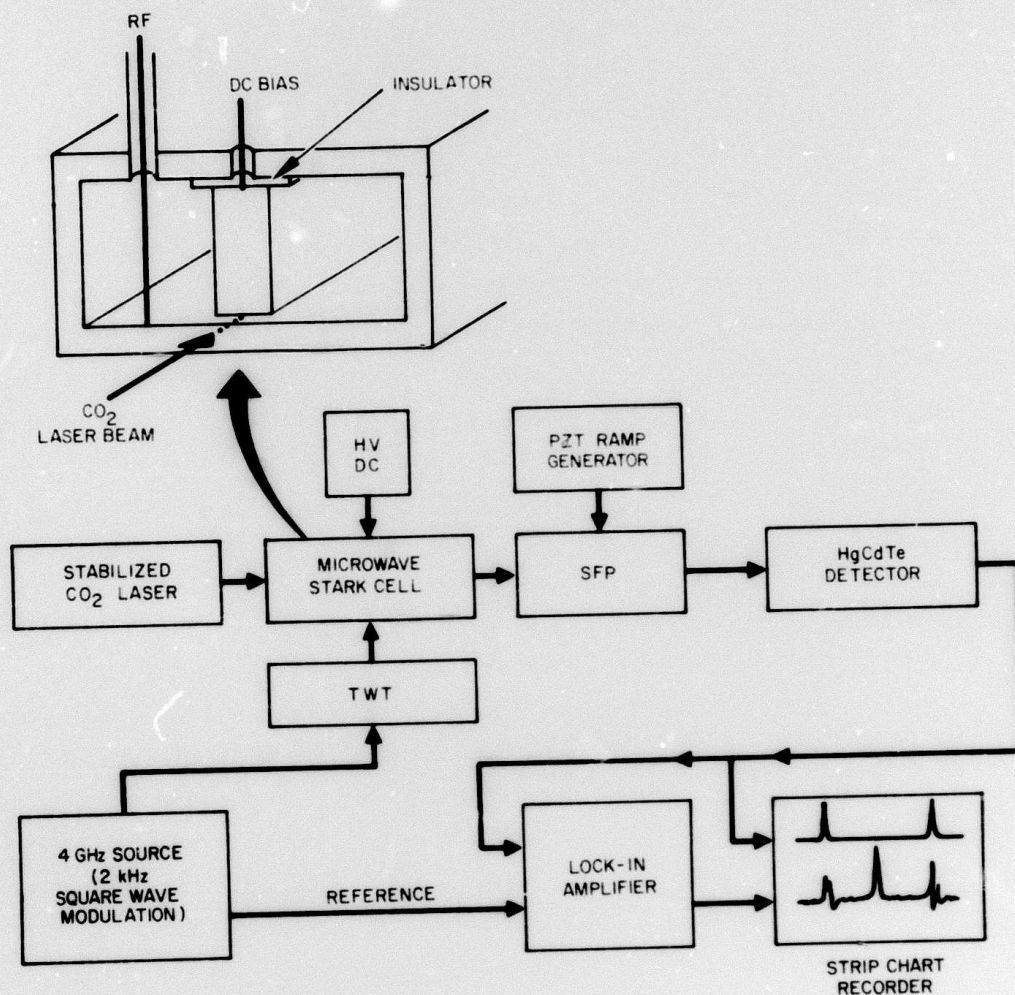 RF
DC BIAS
INSULATOR
CO2
LASER BEAM
HV
DC
PZT RAMP
GENERATOR
STABILIZED
CO2 LASER
MICROWAVE
STARK CELL
SFP
HgCdTe
DETECTOR
TWT
4 GHz SOURCE
(2 kHz
SQUARE WAVE
MODULATION)
REFERENCE
LOCK-IN
AMPLIFIER
STRIP CHART
RECORDER